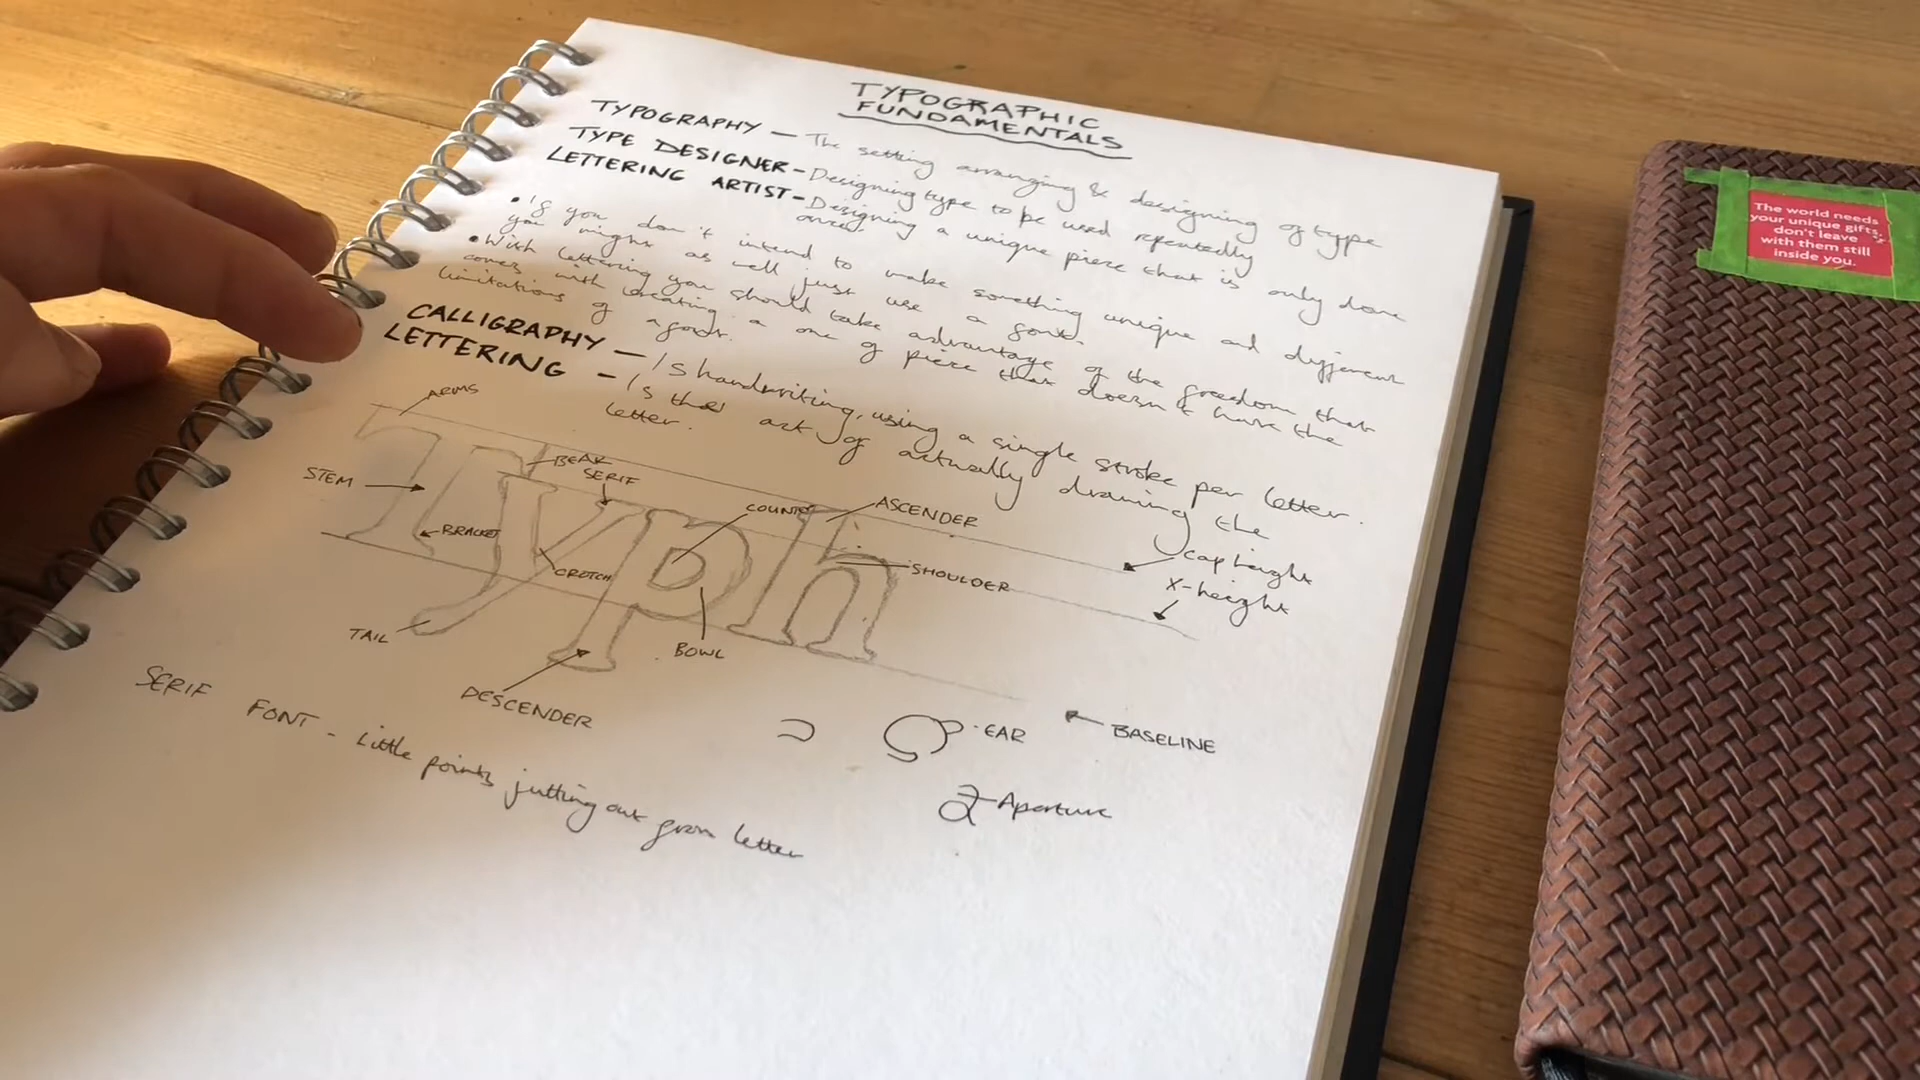 TYPOGRAPHIC
FUNDAMENTALS
TYPOGRAPHY - The setting arranging & designing of type
TYPE DESIGNER - Designing type to be used repeatedly
LETTERING ARTIST - Designing a unique piece that is only done
once.
• If you don't intend to make something unique and different
you might as well just use a font.
• With lettering you should take advantage of the freedom that
comes with creating a one of piece that doesn't have the
limitations of a font.
CALLIGRAPHY - Is handwriting, using a single stroke per letter.
LETTERING - Is the art of actually drawing the
letter.
ARMS
BEAK
SERIF
STEM
COUNTER
ASCENDER
BRACKET
CROTCH
SHOULDER
cap height
x-height
Typh
TAIL
BOWL
DESCENDER
BASELINE
EAR
Aperture
SERIF FONT - Little points jutting out from letter
The world needs
your unique gifts;
don't leave
with them still
inside you.